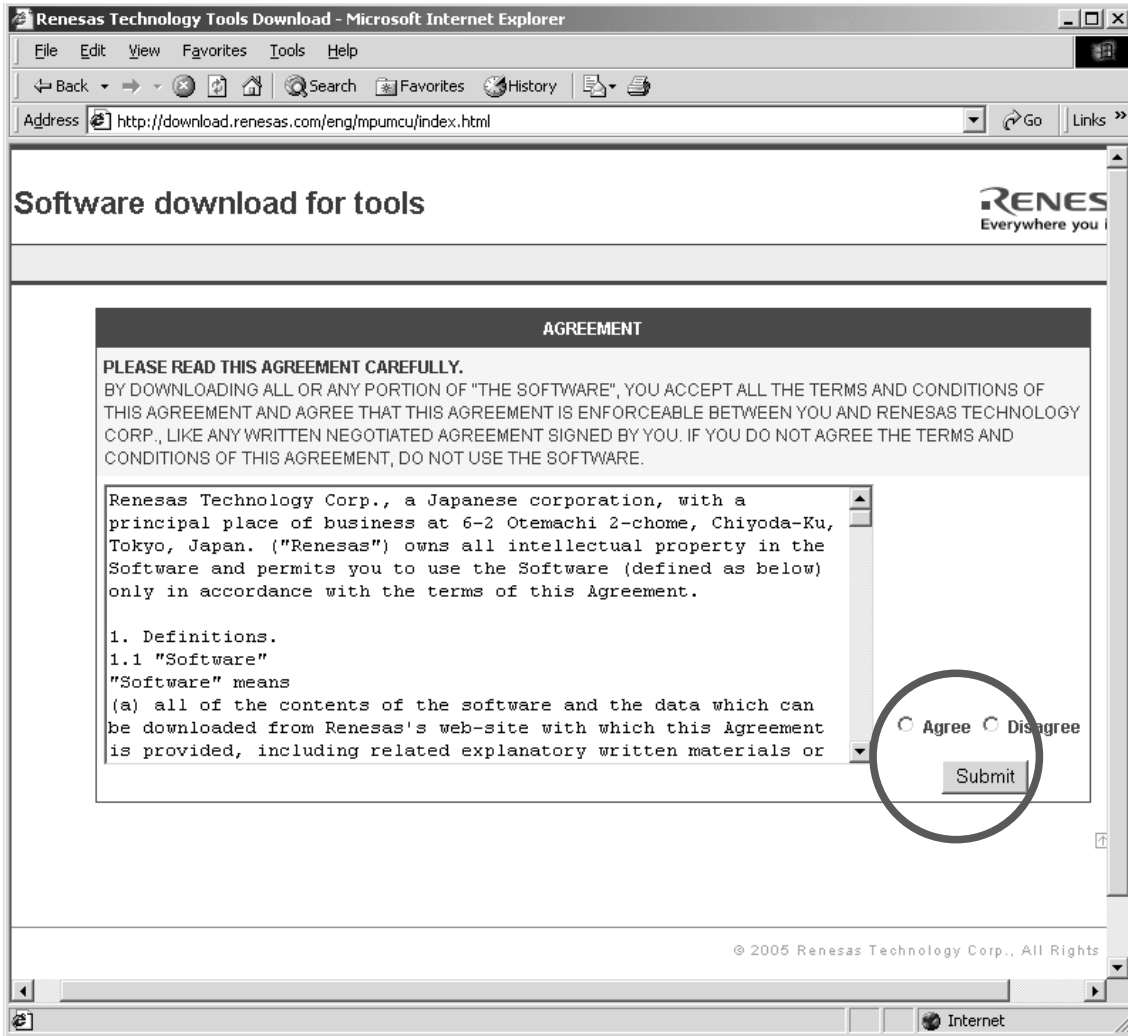 Renesas Technology Tools Download - Microsoft Internet Explorer
File Edit View Favorites Tools Help
Back Search Favorites History
Address http://download.renesas.com/eng/mpumcu/index.html Go Links »
Software download for tools
RENES
Everywhere you i
AGREEMENT
PLEASE READ THIS AGREEMENT CAREFULLY.
BY DOWNLOADING ALL OR ANY PORTION OF "THE SOFTWARE", YOU ACCEPT ALL THE TERMS AND CONDITIONS OF
THIS AGREEMENT AND AGREE THAT THIS AGREEMENT IS ENFORCEABLE BETWEEN YOU AND RENESAS TECHNOLOGY
CORP., LIKE ANY WRITTEN NEGOTIATED AGREEMENT SIGNED BY YOU. IF YOU DO NOT AGREE THE TERMS AND
CONDITIONS OF THIS AGREEMENT, DO NOT USE THE SOFTWARE.
Renesas Technology Corp., a Japanese corporation, with a
principal place of business at 6-2 Otemachi 2-chome, Chiyoda-Ku,
Tokyo, Japan. ("Renesas") owns all intellectual property in the
Software and permits you to use the Software (defined as below)
only in accordance with the terms of this Agreement.
1. Definitions.
1.1 "Software"
"Software" means
(a) all of the contents of the software and the data which can
be downloaded from Renesas's web-site with which this Agreement
is provided, including related explanatory written materials or
Agree Disagree
Submit
© 2005 Renesas Technology Corp., All Rights
Internet